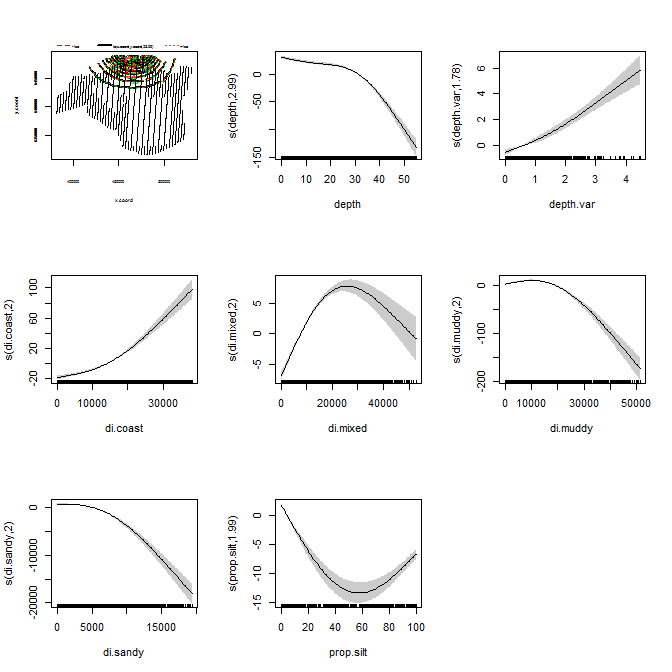 s(depth,2.99)
0
-50
-150
0 10 20 30 40 50
depth
s(depth.var,1.78)
6
4
2
0
0 1 2 3 4
depth.var
y.coord
x.coord
s(di.coast,2)
100
60
20
-20
0 10000 30000
di.coast
s(di.mixed,2)
5
0
-5
0 20000 40000
di.mixed
s(di.muddy,2)
0
-100
-200
0 10000 30000 50000
di.muddy
s(di.sandy,2)
0
-10000
-20000
0 5000 15000
di.sandy
s(prop.silt,1.99)
0
-5
-10
-15
0 20 40 60 80 100
prop.silt